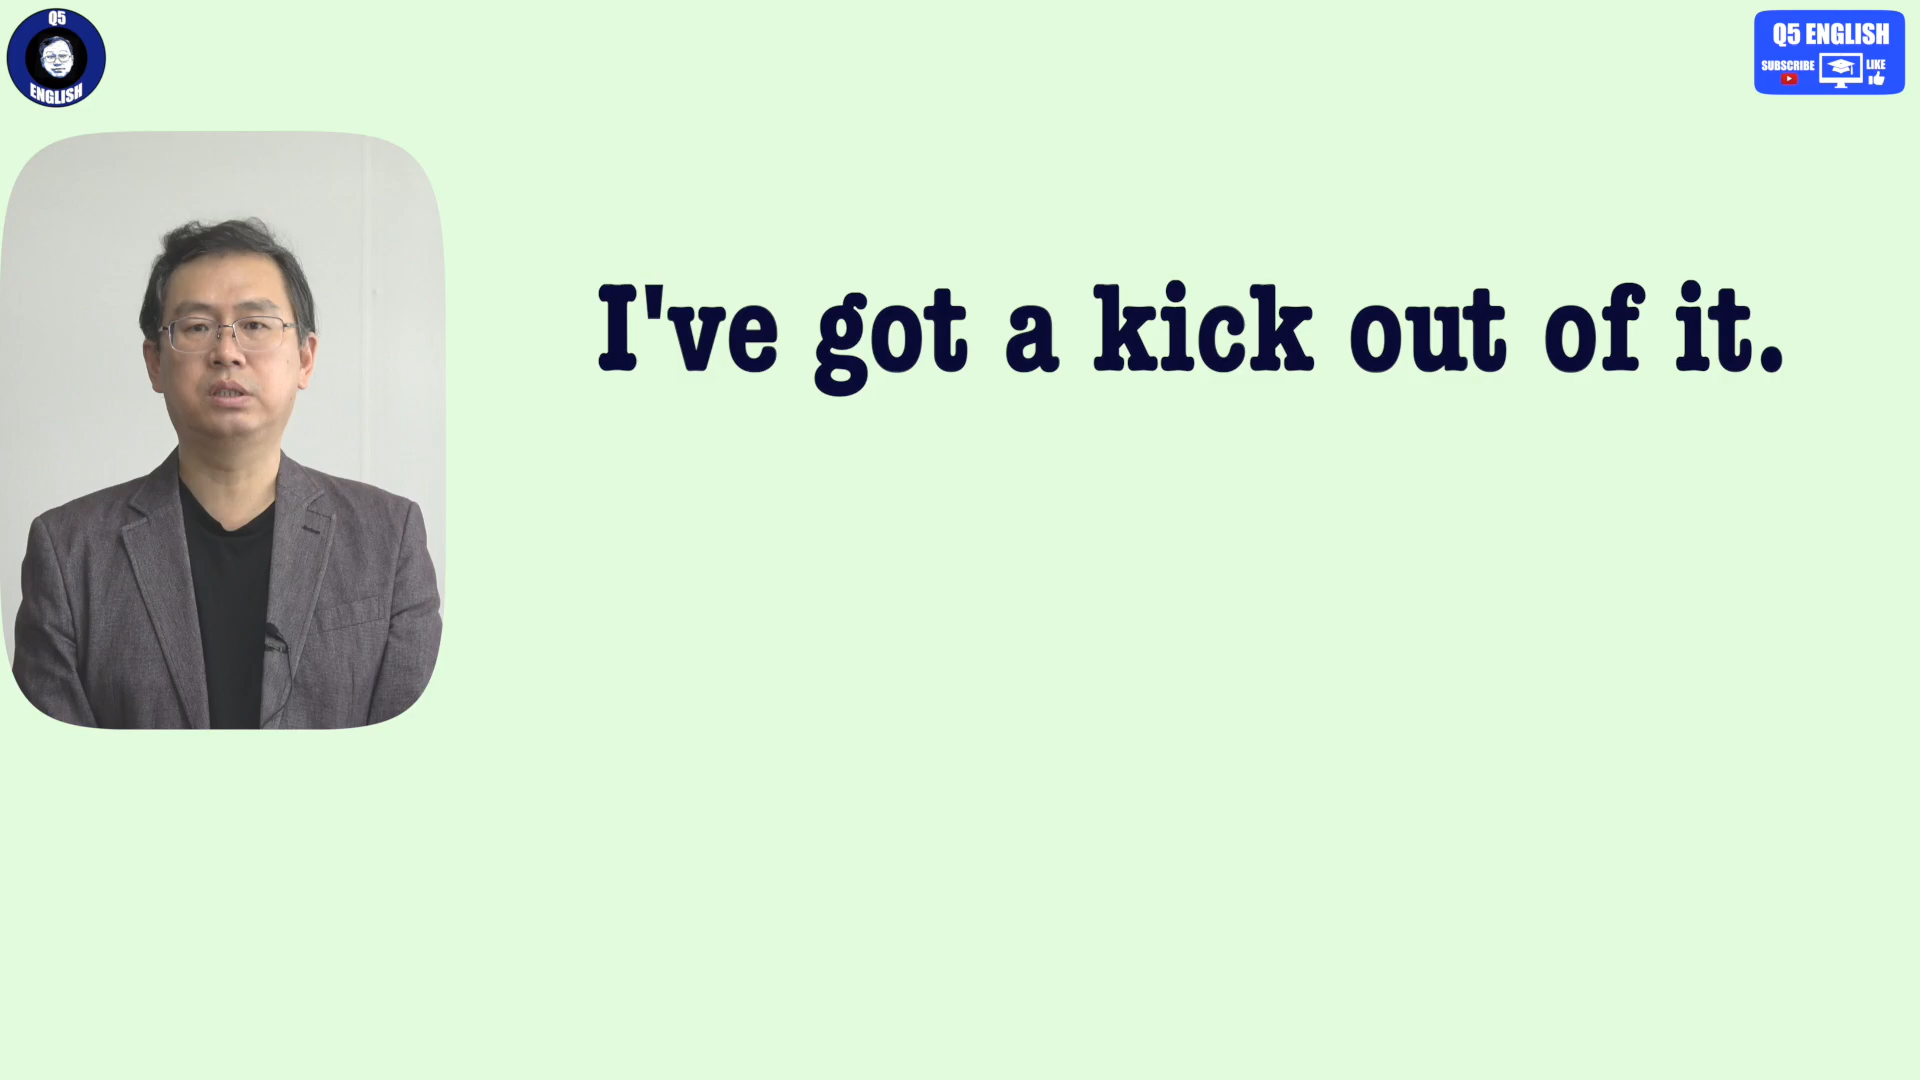 Q5
ENGLISH
Q5 ENGLISH
SUBSCRIBE
LIKE
I've got a kick out of it.